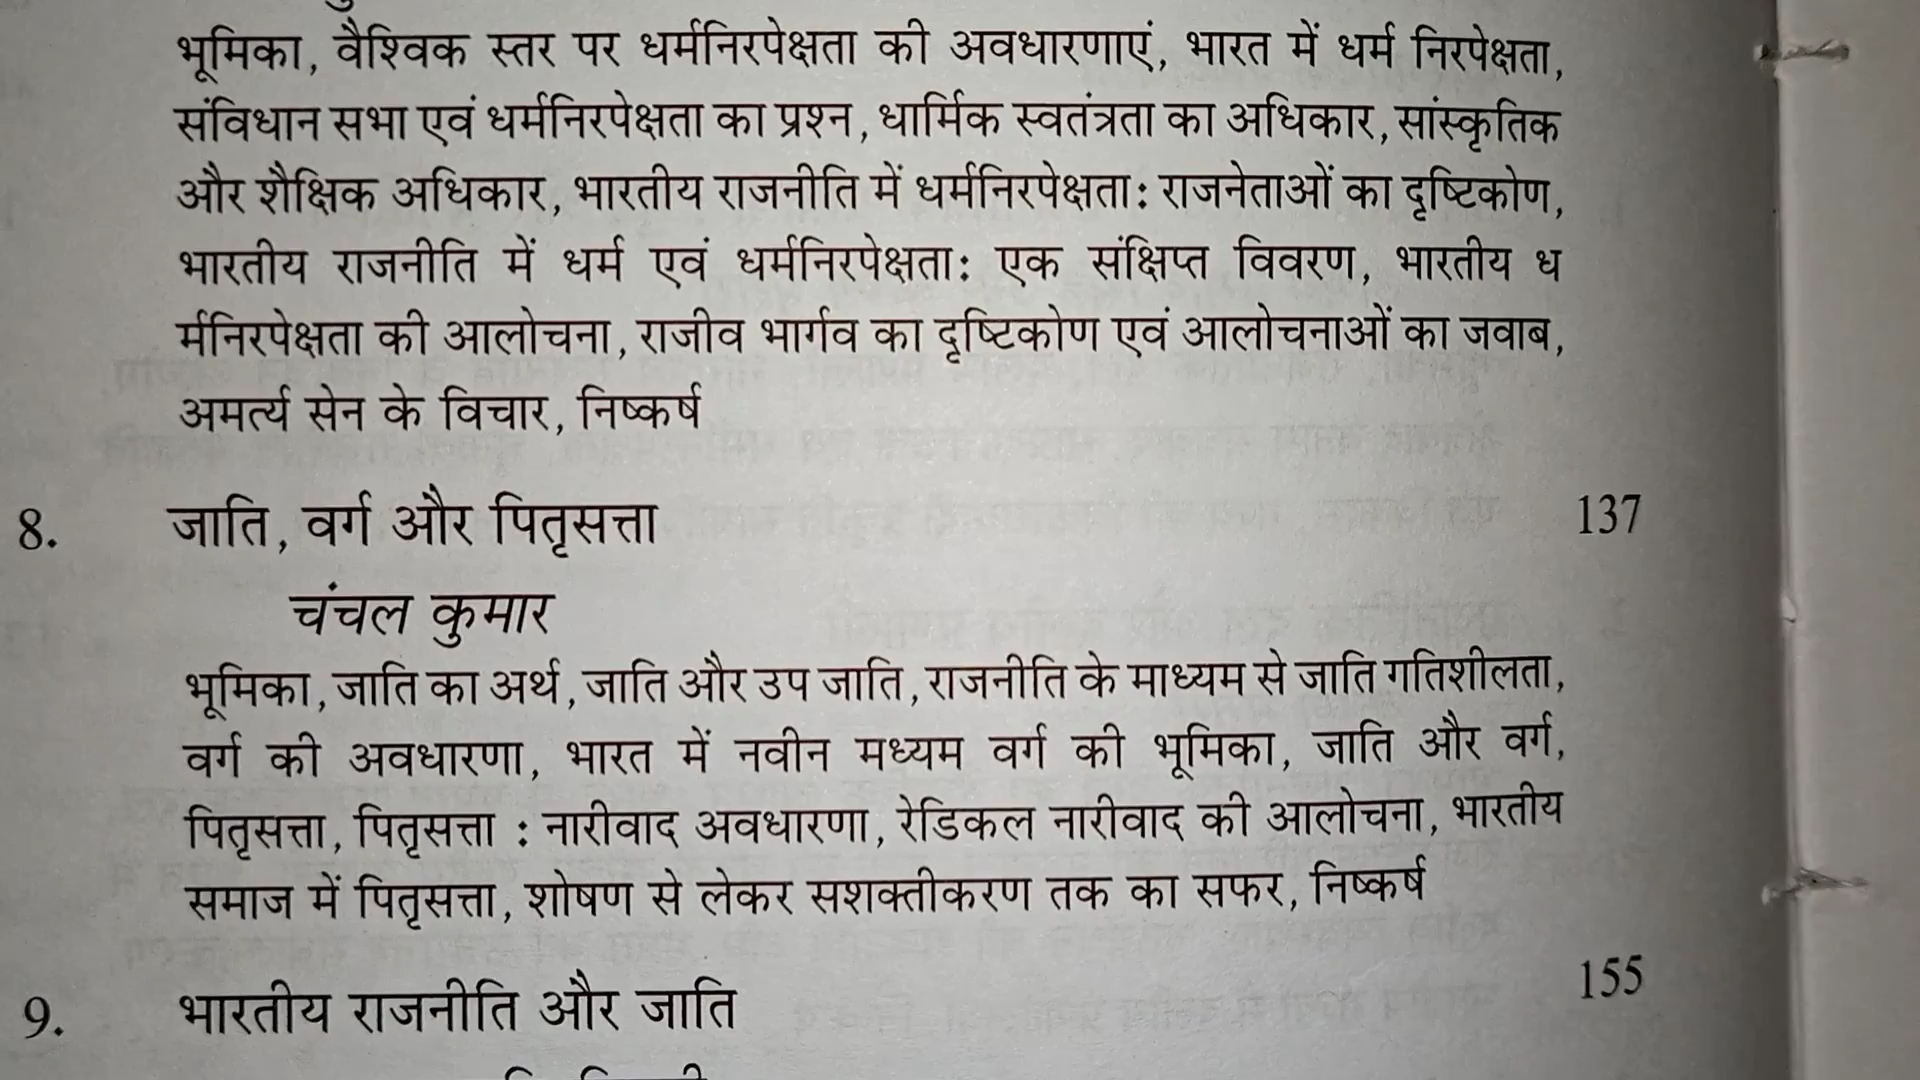 भूमिका, वैश्विक स्तर पर धर्मनिरपेक्षता की अवधारणाएं, भारत में धर्म निरपेक्षता,
संविधान सभा एवं धर्मनिरपेक्षता का प्रश्न, धार्मिक स्वतंत्रता का अधिकार, सांस्कृतिक
और शैक्षिक अधिकार, भारतीय राजनीति में धर्मनिरपेक्षता: राजनेताओं का दृष्टिकोण,
भारतीय राजनीति में धर्म एवं धर्मनिरपेक्षता: एक संक्षिप्त विवरण, भारतीय ध
र्मनिरपेक्षता की आलोचना, राजीव भार्गव का दृष्टिकोण एवं आलोचनाओं का जवाब,
अमर्त्य सेन के विचार, निष्कर्ष
8. जाति, वर्ग और पितृसत्ता 137
चंचल कुमार
भूमिका, जाति का अर्थ, जाति और उप जाति, राजनीति के माध्यम से जाति गतिशीलता,
वर्ग की अवधारणा, भारत में नवीन मध्यम वर्ग की भूमिका, जाति और वर्ग,
पितृसत्ता, पितृसत्ता : नारीवाद अवधारणा, रेडिकल नारीवाद की आलोचना, भारतीय
समाज में पितृसत्ता, शोषण से लेकर सशक्तीकरण तक का सफर, निष्कर्ष
9. भारतीय राजनीति और जाति 155